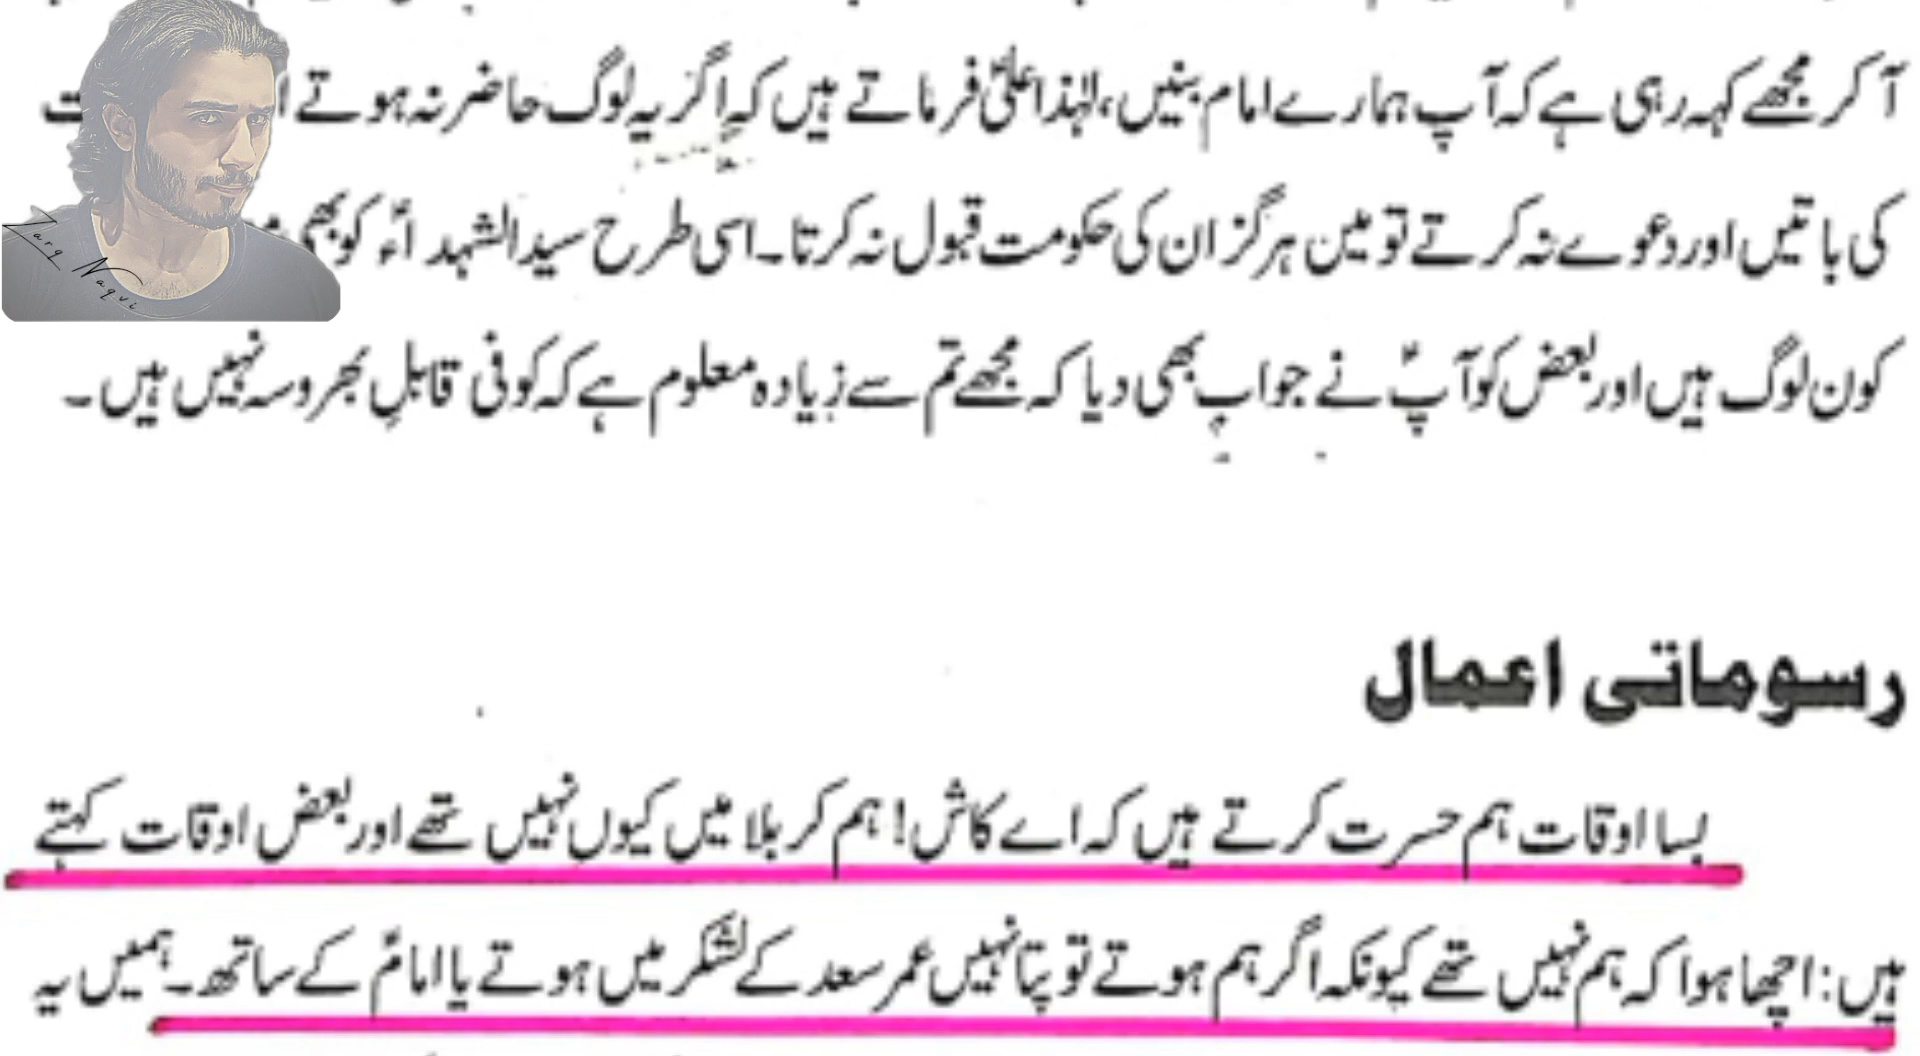 آ کر مجھے کہہ رہی ہے کہ آپ ہمارے امام بنیں، لہٰذا علیؑ فرماتے ہیں کہ اگر یہ لوگ حاضر نہ ہوتے
کی باتیں اور دعوے نہ کرتے تو میں ہرگز ان کی حکومت قبول نہ کرتا۔ اسی طرح سید الشہداءؑ کو بھی
کون لوگ ہیں اور بعض کو آپؑ نے جواب بھی دیا کہ مجھے تم سے زیادہ معلوم ہے کہ کوفی قابلِ بھروسہ نہیں ہیں۔
Zarq Naqvi
رسوماتی اعمال
بسا اوقات ہم حسرت کرتے ہیں کہ اے کاش! ہم کربلا میں کیوں نہیں تھے اور بعض اوقات کہتے
ہیں: اچھا ہوا کہ ہم نہیں تھے کیونکہ اگر ہم ہوتے تو پتا نہیں عمر سعد کے لشکر میں ہوتے یا امامؑ کے ساتھ۔ ہمیں یہ